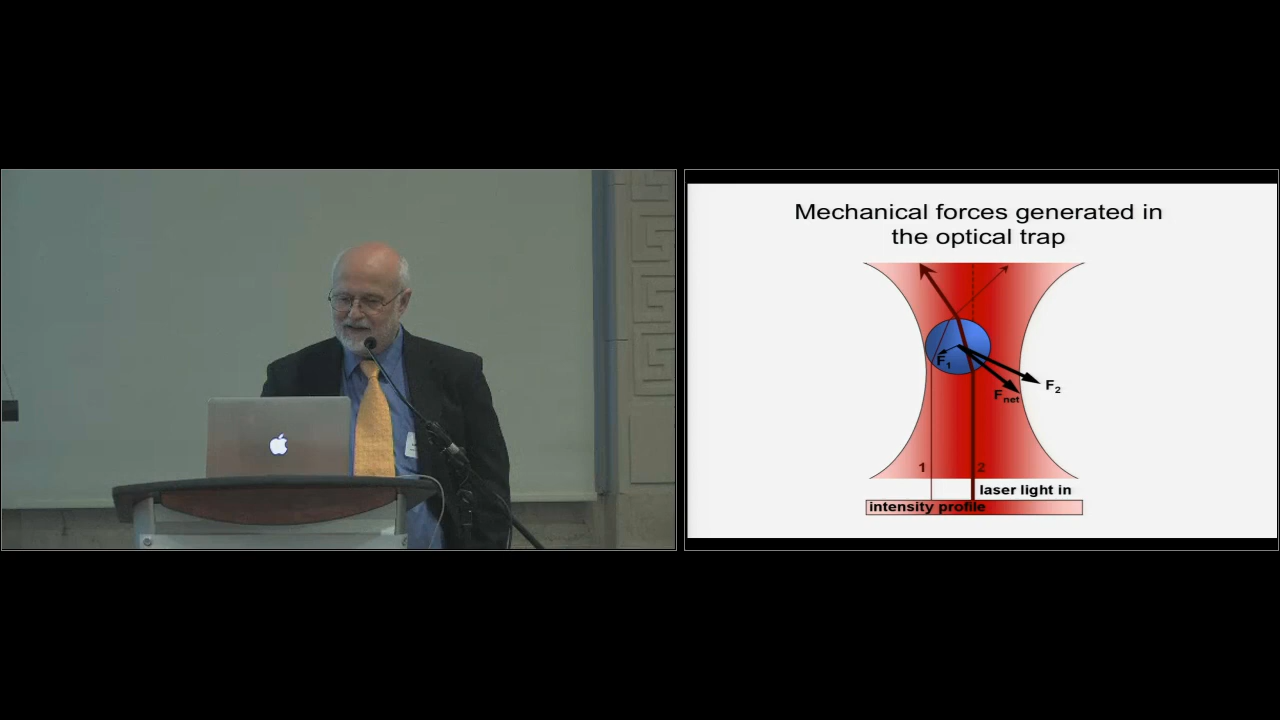 Mechanical forces generated in
the optical trap
F1
F2
Fnet
1
2
laser light in
intensity profile